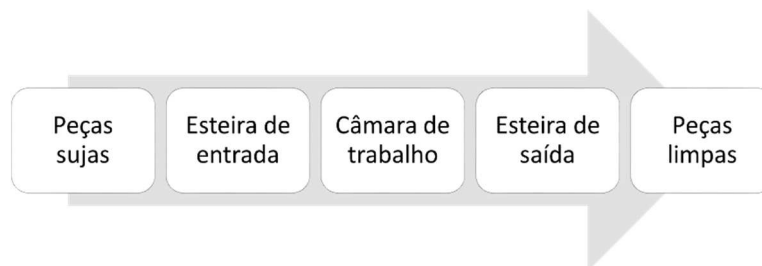 Peças
sujas
Esteira de
entrada
Câmara de
trabalho
Esteira de
saída
Peças
limpas